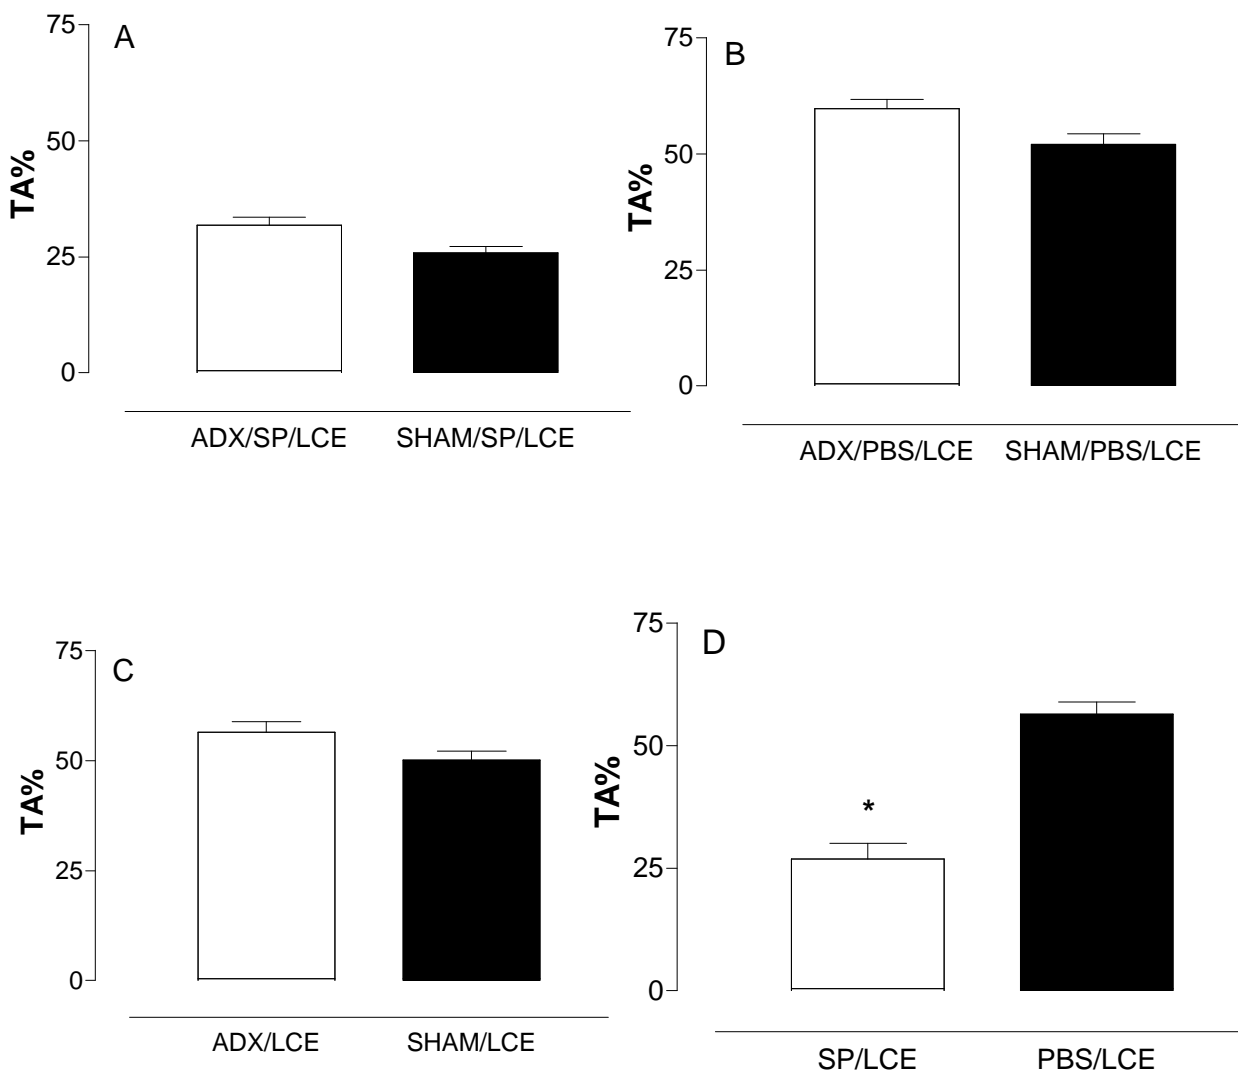 A
75
50
25
0
TA%
ADX/SP/LCE SHAM/SP/LCE
B
75
50
25
0
TA%
ADX/PBS/LCE SHAM/PBS/LCE
C
75
50
25
0
TA%
ADX/LCE SHAM/LCE
D
75
50
25
0
TA%
*
SP/LCE PBS/LCE